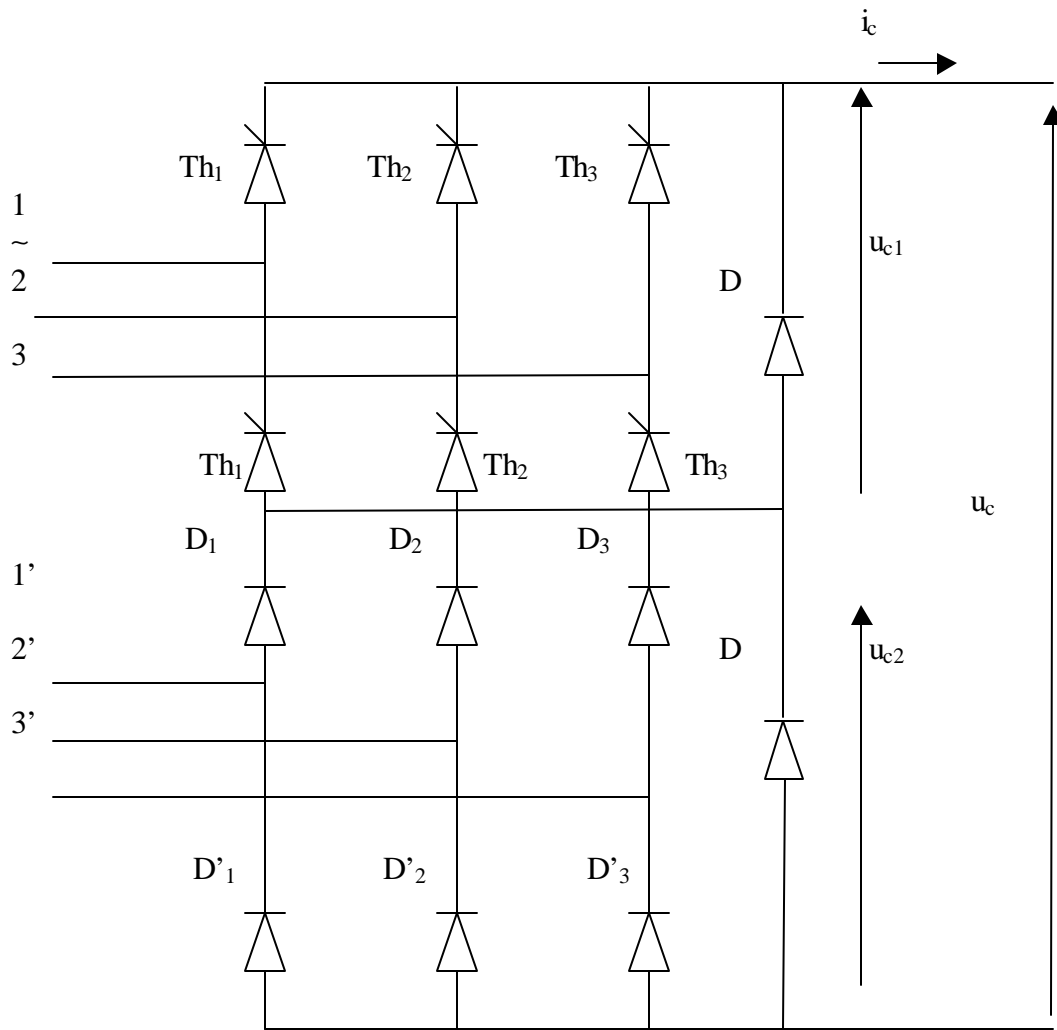 i_c
Th₁ Th₂ Th₃
1
~
2
3
u_c1
D
Th₁ Th₂ Th₃
u_c
D₁ D₂ D₃
1’
2’
3’
D
u_c2
D’₁ D’₂ D’₃